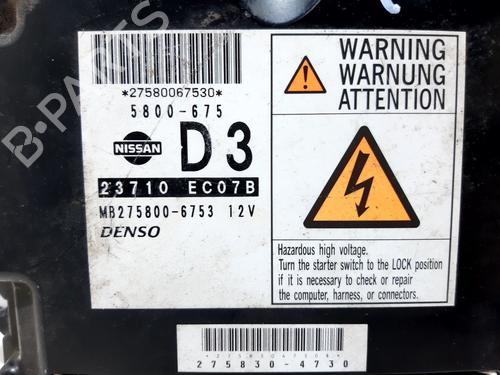 *27580067530*
5800-675
NISSAN
D3
23710 EC07B
MB275800-6753 12V
DENSO
WARNING
WARNUNG
ATTENTION
Hazardous high voltage.
Turn the starter switch to the LOCK position
if it is necessary to check or repair
the computer, harness, or connectors.
275830-4730
B-PARTS